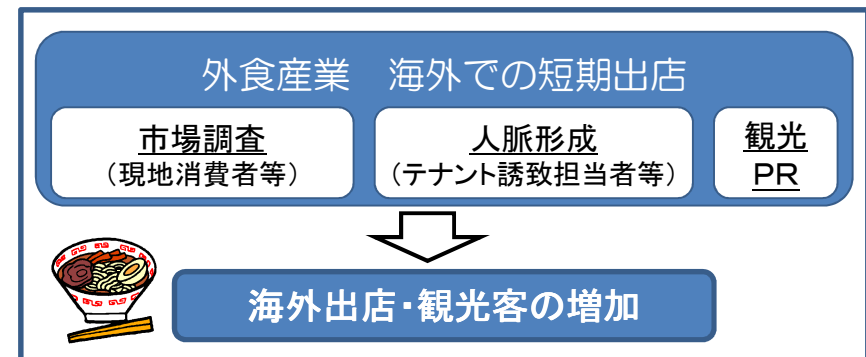 外食産業　海外での短期出店
市場調査
（現地消費者等）
人脈形成
（テナント誘致担当者等）
観光
PR
海外出店・観光客の増加